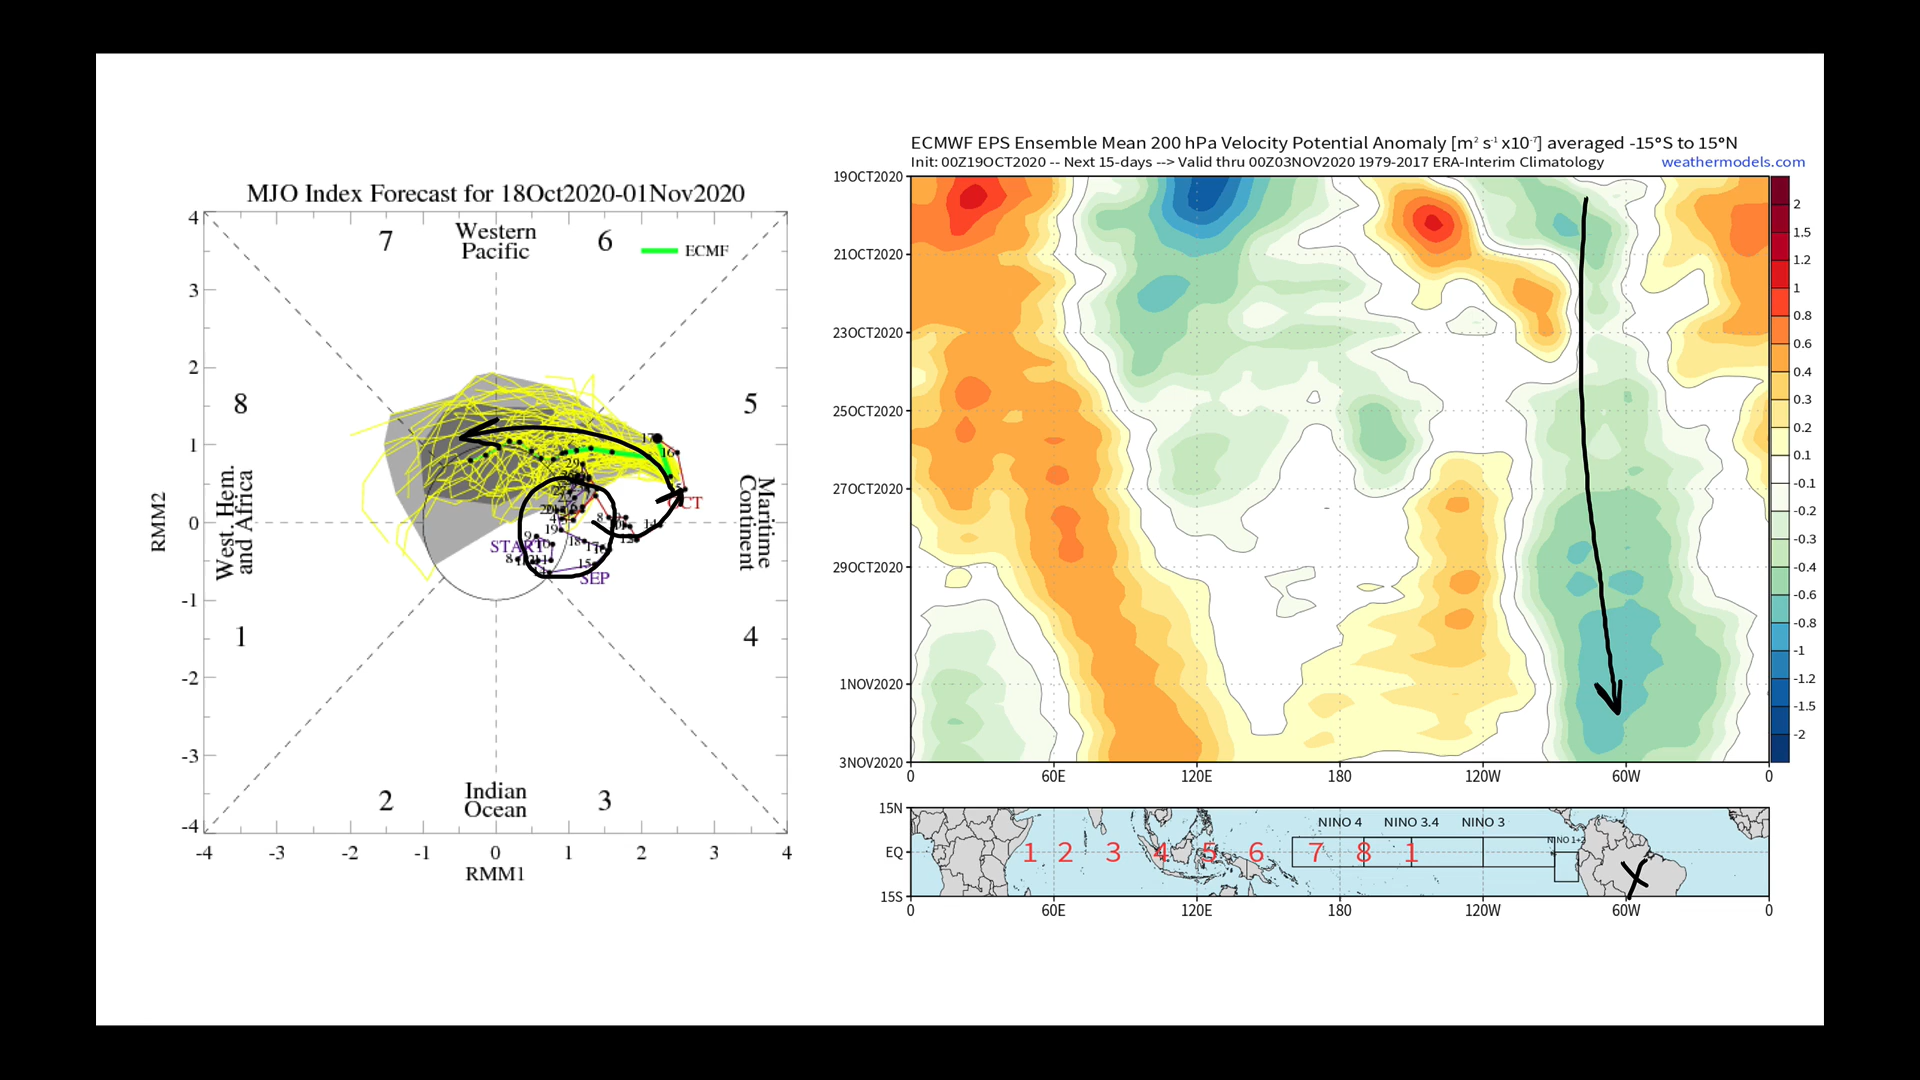 MJO Index Forecast for 18Oct2020-01Nov2020
4
3
2
1
0
-1
-2
-3
-4
RMM2
-4 -3 -2 -1 0 1 2 3 4
RMM1
7
Western
Pacific
6
ECMF
8
5
West. Hem.
and Africa
Maritime
Continent
17
16
OCT
START
SEP
1
4
2
Indian
Ocean
3
ECMWF EPS Ensemble Mean 200 hPa Velocity Potential Anomaly [m² s⁻¹ x10⁻⁷] averaged -15°S to 15°N
Init: 00Z19OCT2020 -- Next 15-days --> Valid thru 00Z03NOV2020 1979-2017 ERA-Interim Climatology
weathermodels.com
19OCT2020
21OCT2020
23OCT2020
25OCT2020
27OCT2020
29OCT2020
1NOV2020
3NOV2020
0 60E 120E 180 120W 60W 0
2
1.5
1.2
1
0.8
0.6
0.4
0.3
0.2
0.1
-0.1
-0.2
-0.3
-0.4
-0.6
-0.8
-1
-1.2
-1.5
-2
15N
EQ
15S
NINO 4 NINO 3.4 NINO 3
1 2 3 4 5 6 7 8 1
0 60E 120E 180 120W 60W 0